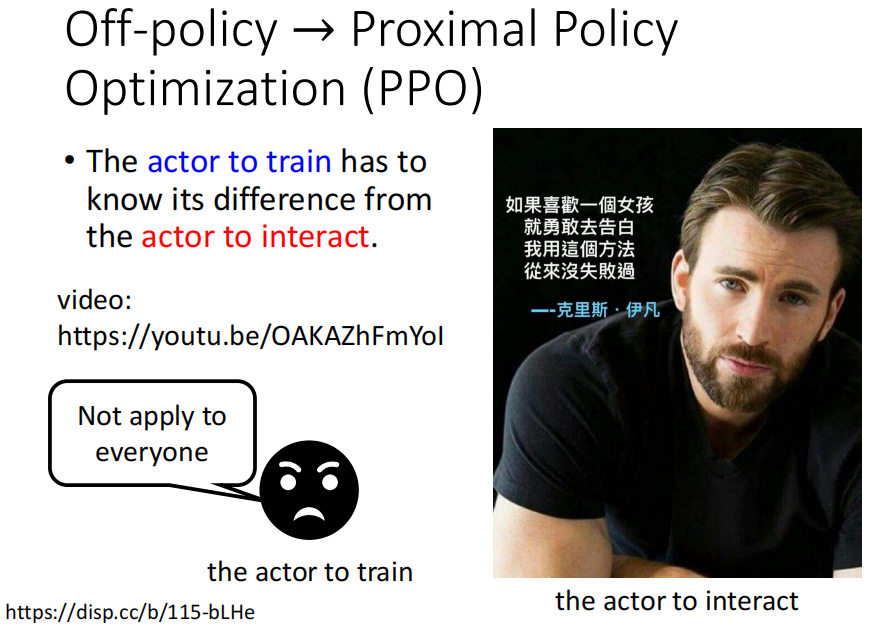 Off-policy → Proximal Policy
Optimization (PPO)
• The actor to train has to
know its difference from
the actor to interact.
video:
https://youtu.be/OAKAZhFmYoI
Not apply to
everyone
the actor to train
https://disp.cc/b/115-bLHe
如果喜歡一個女孩
就勇敢去告白
我用這個方法
從來沒失敗過
—-克里斯·伊凡
the actor to interact